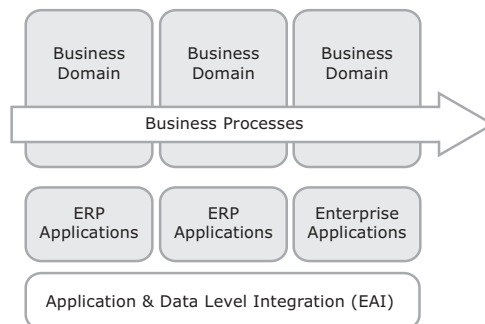 Business
Domain
Business
Domain
Business
Domain
Business Processes
ERP
Applications
ERP
Applications
Enterprise
Applications
Application & Data Level Integration (EAI)